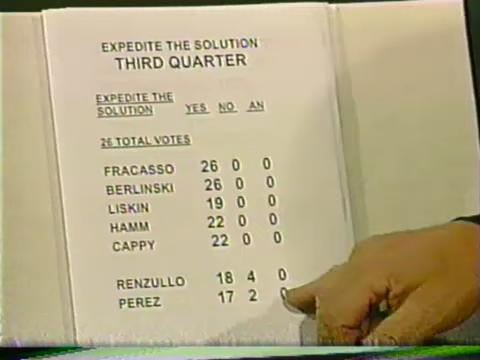 EXPEDITE THE SOLUTION
THIRD QUARTER
EXPEDITE THE
SOLUTION YES NO AN
26 TOTAL VOTES
FRACASSO 26 0 0
BERLINSKI 26 0 0
LISKIN 19 0 0
HAMM 22 0 0
CAPPY 22 0 0
RENZULLO 18 4 0
PEREZ 17 2 0